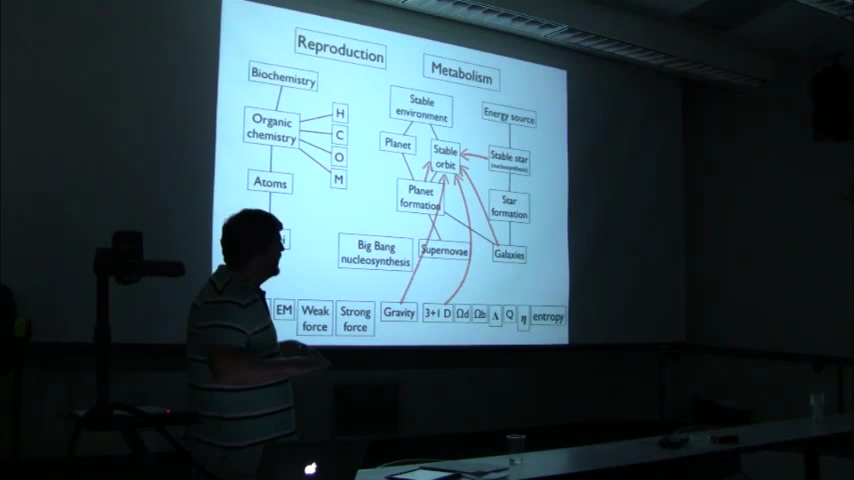 Reproduction
Metabolism
Biochemistry
Organic
chemistry
H
C
O
M
Atoms
Stable
environment
Planet
Stable
orbit
Planet
formation
Energy source
Stable star
(nucleosynthesis)
Star
formation
Big Bang
nucleosynthesis
Supernovae
Galaxies
EM
Weak
force
Strong
force
Gravity
3+1 D
Ωd
Ωb
Λ
Q
η
entropy